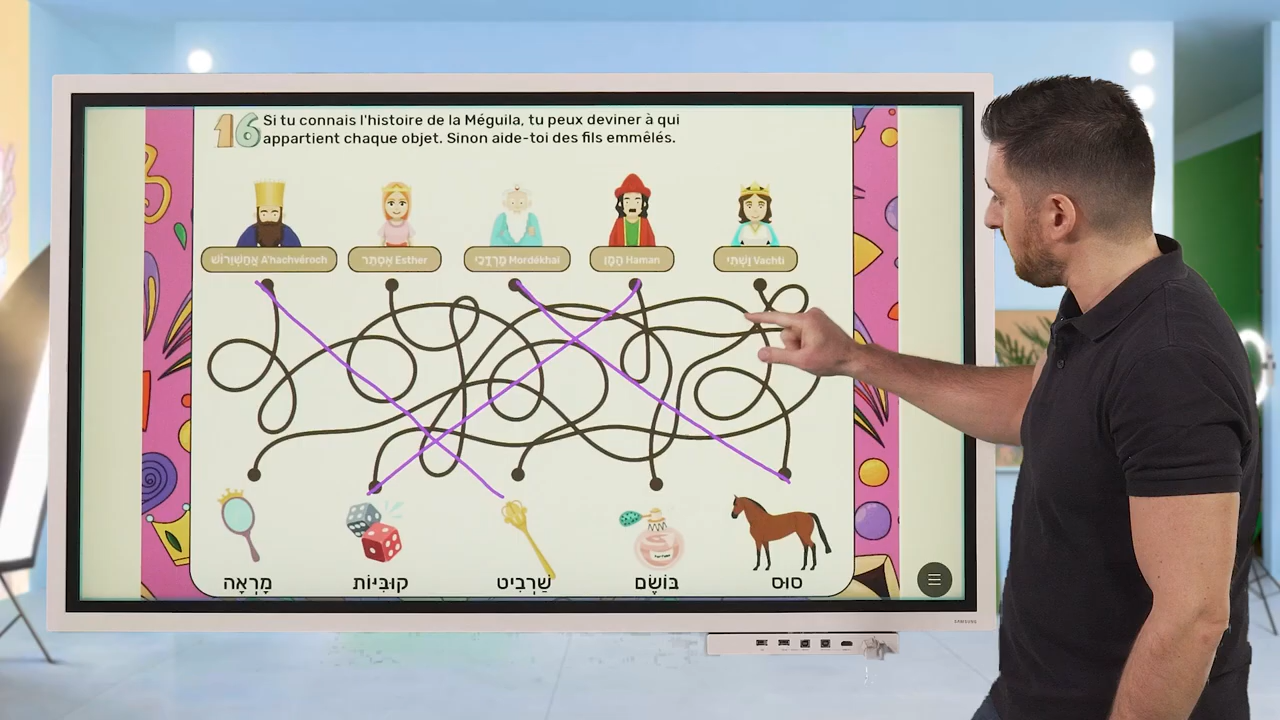 16
Si tu connais l'histoire de la Méguila, tu peux deviner à qui
appartient chaque objet. Sinon aide-toi des fils emmêlés.
אֲחַשְׁוֵרוֹשׁ A'hachvéroch
אֶסְתֵּר Esther
מָרְדֳּכַי Mordékhaï
הָמָן Haman
וַשְׁתִּי Vachti
מַרְאָה
קוּבִּיּוֹת
שַׁרְבִיט
בּוֹשֶׂם
סוּס
SAMSUNG